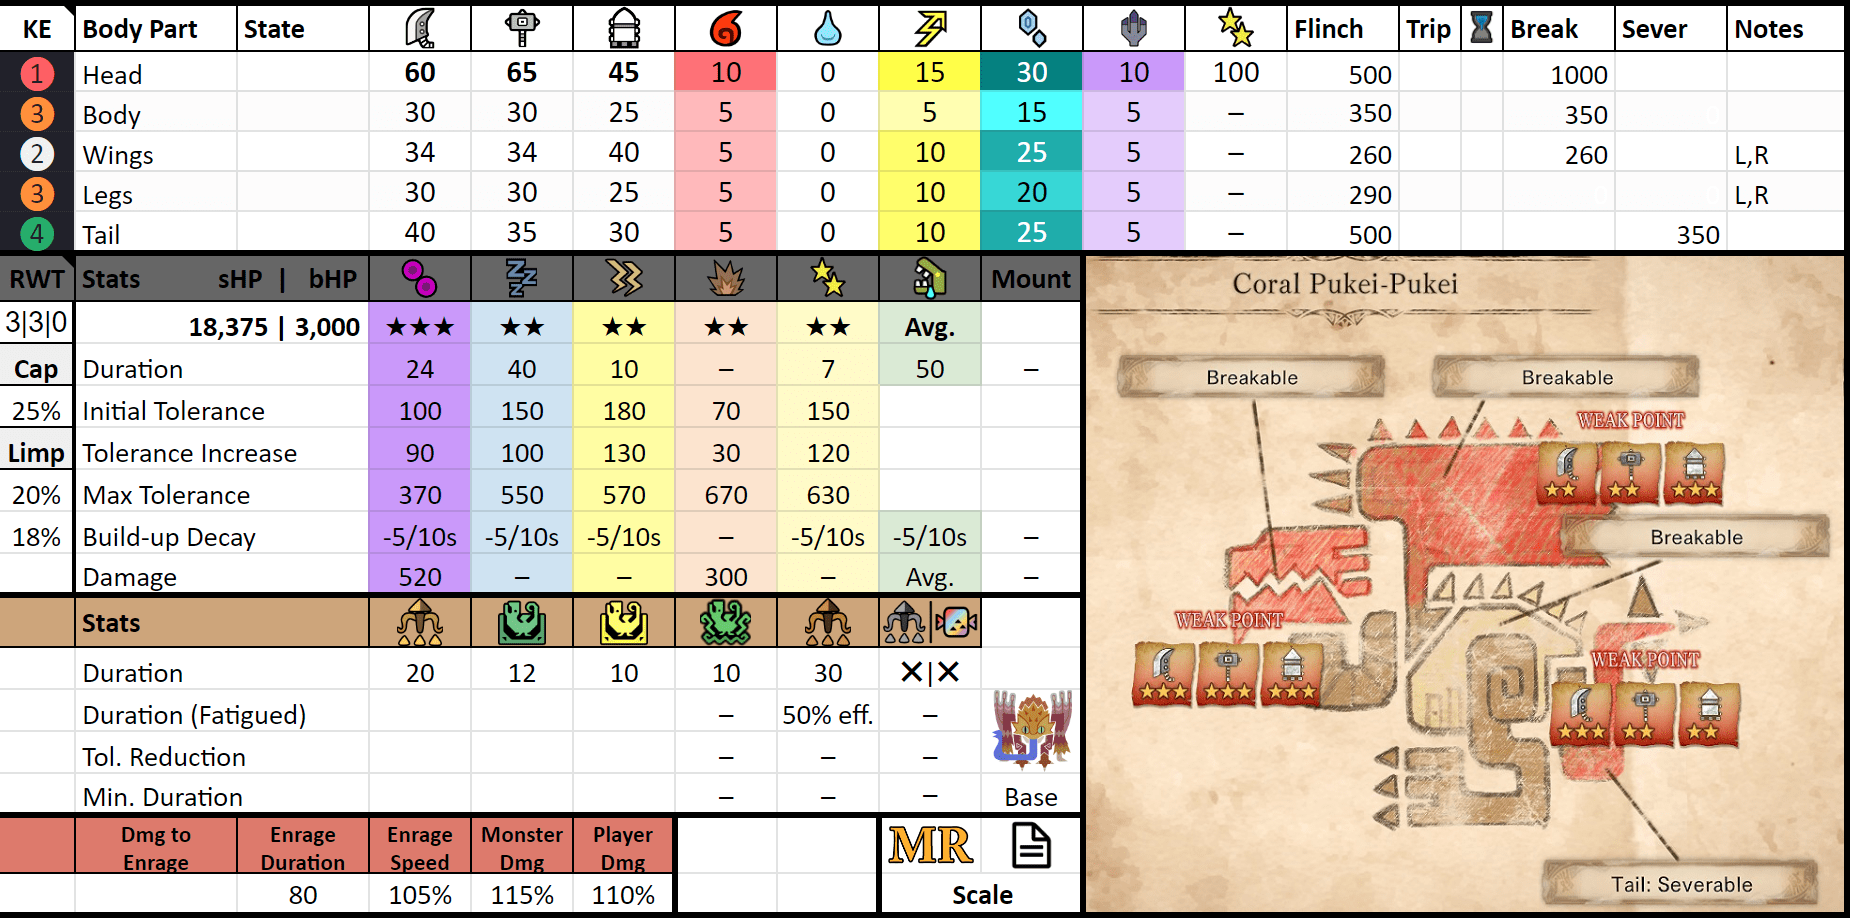 KE Body Part State Flinch Trip Break Sever Notes
1 Head 60 65 45 10 0 15 30 10 100 500 1000
3 Body 30 30 25 5 0 5 15 5 – 350 350
2 Wings 34 34 40 5 0 10 25 5 – 260 260 L,R
3 Legs 30 30 25 5 0 10 20 5 – 290 L,R
4 Tail 40 35 30 5 0 10 25 5 – 500 350
RWT Stats sHP | bHP Mount
3|3|0 18,375 | 3,000 ★★★ ★★ ★★ ★★ ★★ Avg.
Cap Duration 24 40 10 – 7 50 –
25% Initial Tolerance 100 150 180 70 150
Limp Tolerance Increase 90 100 130 30 120
20% Max Tolerance 370 550 570 670 630
18% Build-up Decay -5/10s -5/10s -5/10s – -5/10s -5/10s –
Damage 520 – – 300 – Avg. –
Stats
Duration 20 12 10 10 30 ✕|✕
Duration (Fatigued) – 50% eff. –
Tol. Reduction – – –
Min. Duration – – – Base
Dmg to Enrage Enrage Duration Enrage Speed Monster Dmg Player Dmg MR
80 105% 115% 110% Scale
Coral Pukei-Pukei
Breakable
Breakable
WEAK POINT
Breakable
WEAK POINT
WEAK POINT
Tail: Severable